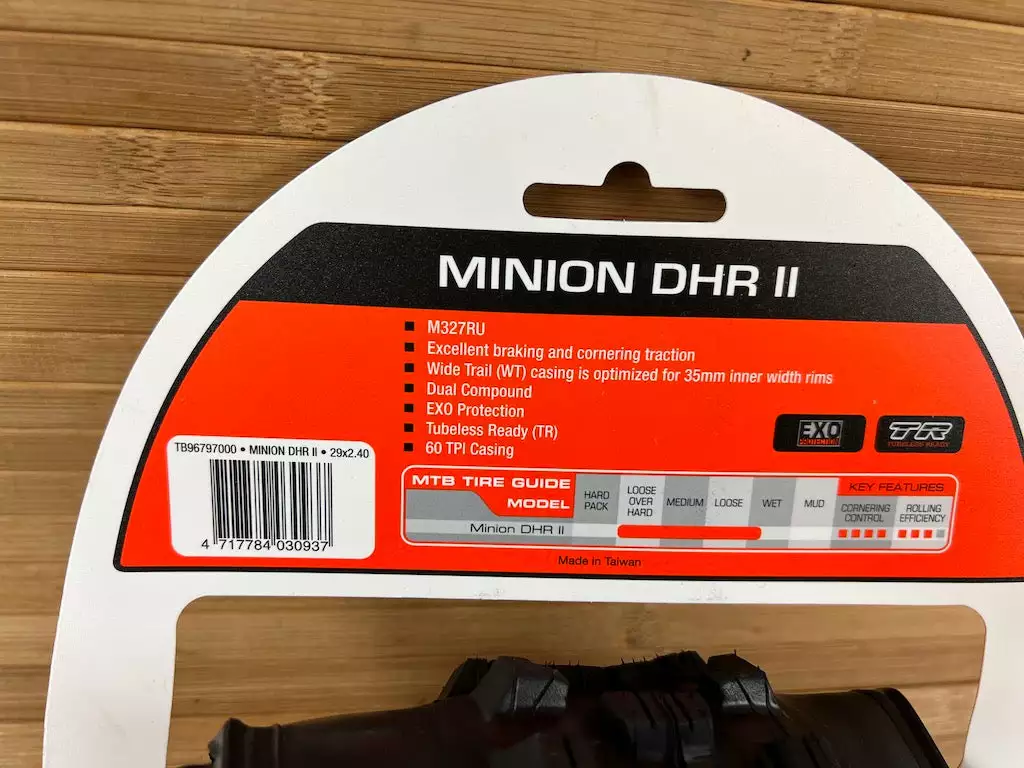 MINION DHR II
M327RU
Excellent braking and cornering traction
Wide Trail (WT) casing is optimized for 35mm inner width rims
Dual Compound
EXO Protection
Tubeless Ready (TR)
60 TPI Casing
EXO
PROTECTION
TR
TUBELESS READY
TB96797000 • MINION DHR II • 29x2.40
4 717784 030937
MTB TIRE GUIDE
MODEL
HARD PACK
LOOSE OVER HARD
MEDIUM
LOOSE
WET
MUD
KEY FEATURES
CORNERING CONTROL
ROLLING EFFICIENCY
Minion DHR II
Made in Taiwan